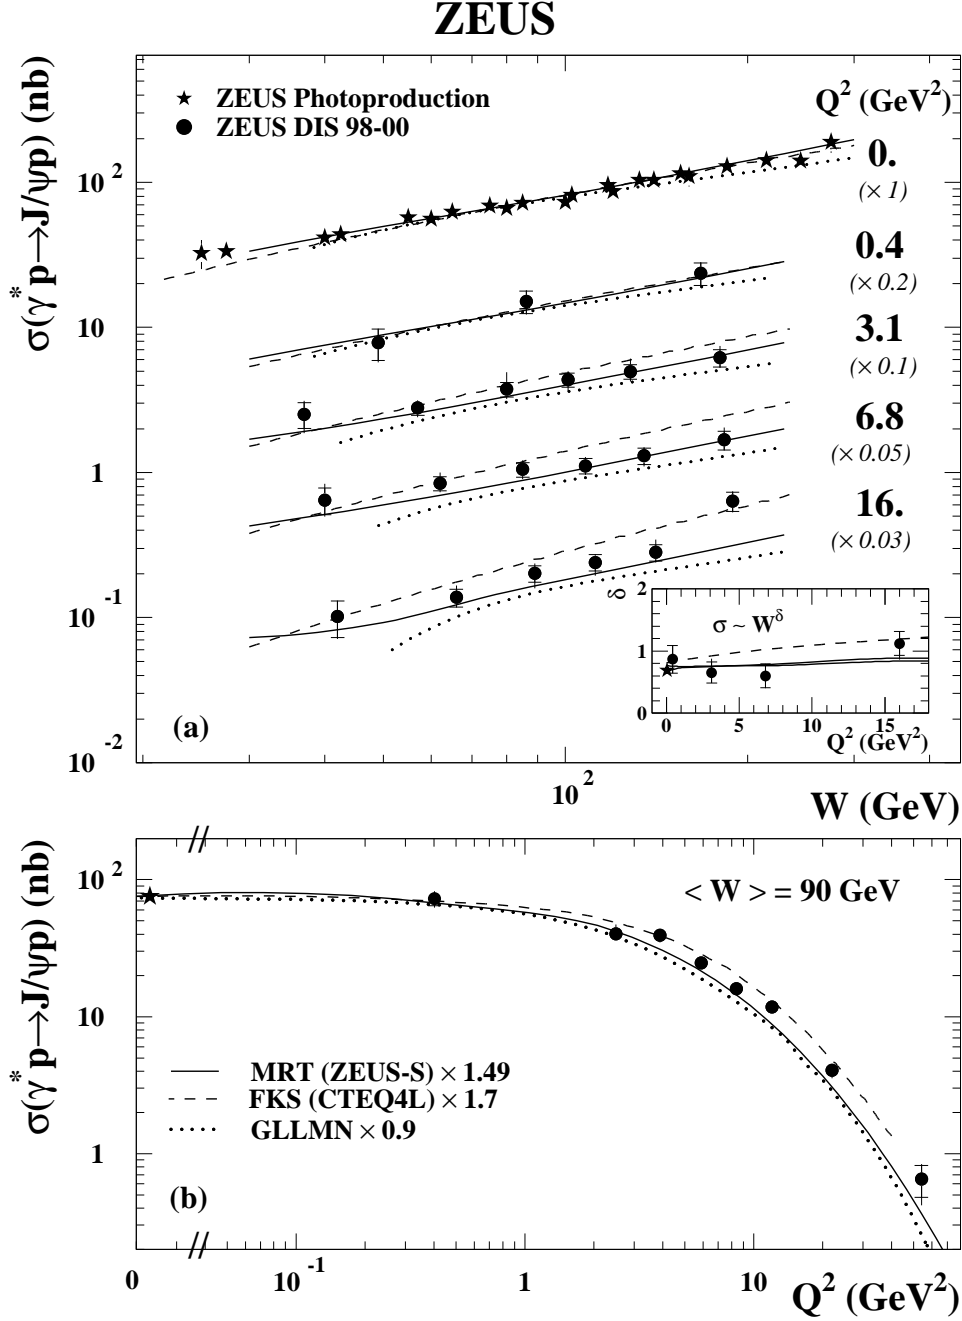 ZEUS
σ(γ* p→J/ψp) (nb)
★ ZEUS Photoproduction
● ZEUS DIS 98-00
Q² (GeV²)
0.
(× 1)
0.4
(× 0.2)
3.1
(× 0.1)
6.8
(× 0.05)
16.
(× 0.03)
10²
10
1
10⁻¹
10⁻²
(a)
δ
2
1
0
σ ~ W^δ
0 5 10 15
Q² (GeV²)
10²
W (GeV)
σ(γ* p→J/ψp) (nb)
10²
10
1
< W > = 90 GeV
MRT (ZEUS-S) × 1.49
FKS (CTEQ4L) × 1.7
GLLMN × 0.9
(b)
0 10⁻¹ 1 10
Q² (GeV²)